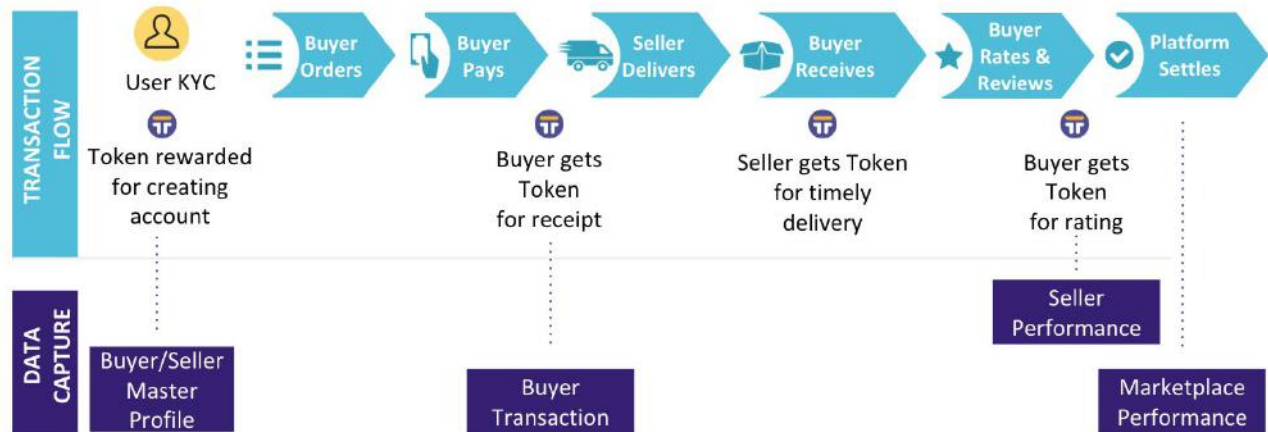 TRANSACTION
FLOW
User KYC
Buyer
Orders
Buyer
Pays
Seller
Delivers
Buyer
Receives
Buyer
Rates &
Reviews
Platform
Settles
Token rewarded
for creating
account
Buyer gets
Token
for receipt
Seller gets Token
for timely
delivery
Buyer gets
Token
for rating
DATA
CAPTURE
Buyer/Seller
Master
Profile
Buyer
Transaction
Seller
Performance
Marketplace
Performance